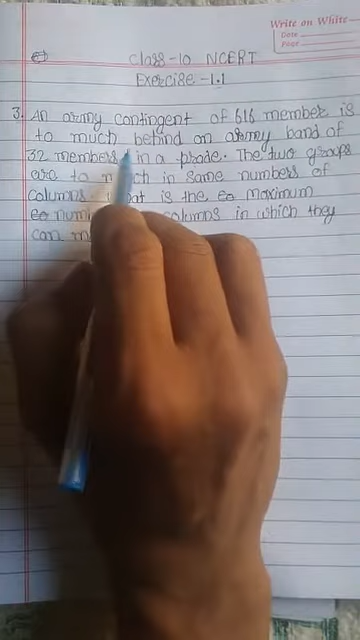 Write on White
Date
Page
Class-10 NCERT
Exercise - 1.1
3. An army contingent of 616 member is
to much behind an army band of
32 members in a prade. The two groups
are to in same numbers of
columns is the maximum
columns in which they
can